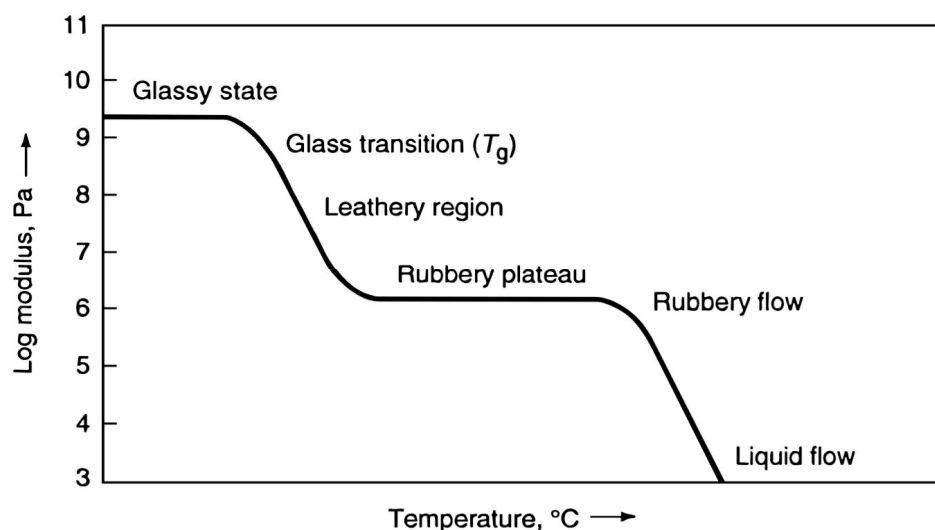 11
10
9
8
7
6
5
4
3
Log modulus, Pa →
Glassy state
Glass transition (Tg)
Leathery region
Rubbery plateau
Rubbery flow
Liquid flow
Temperature, °C →